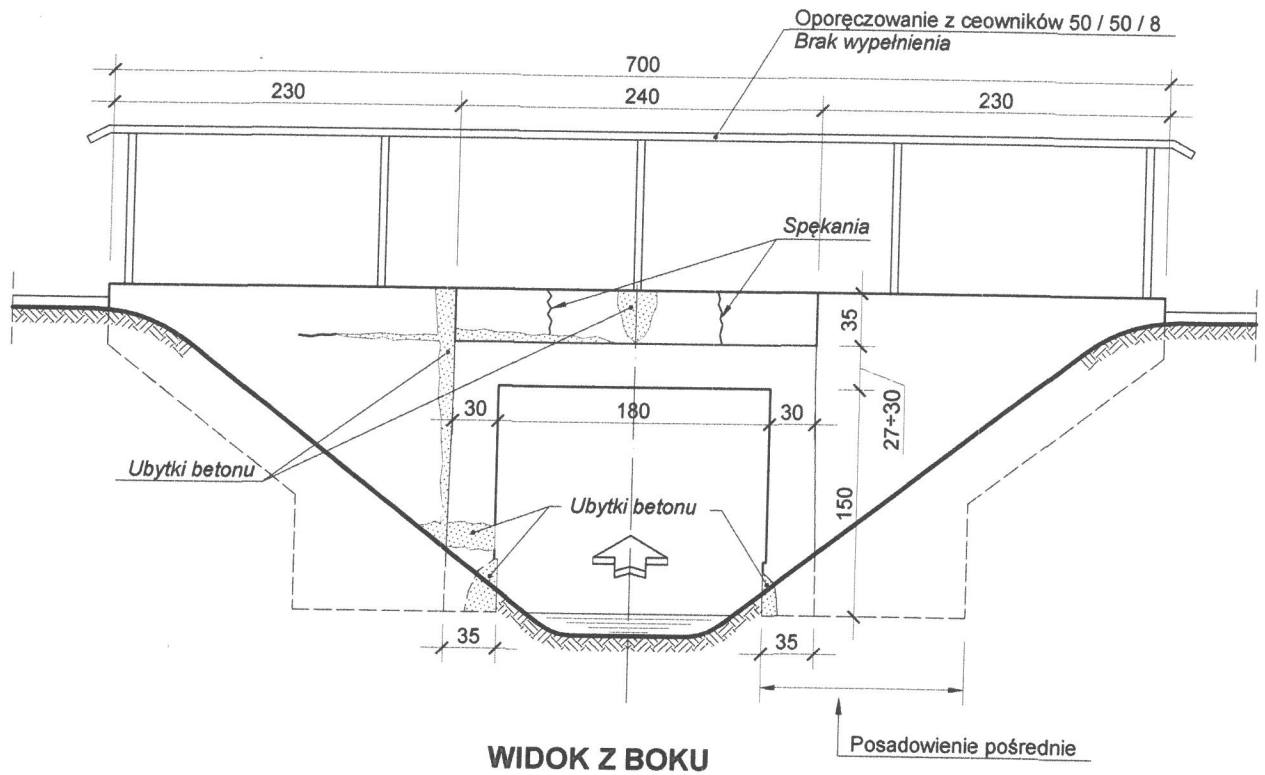 Oporęczowanie z ceowników 50 / 50 / 8
Brak wypełnienia
700
230
240
230
Spękania
35
30
180
30
27÷30
Ubytki betonu
Ubytki betonu
150
35
35
Posadowienie pośrednie
WIDOK Z BOKU